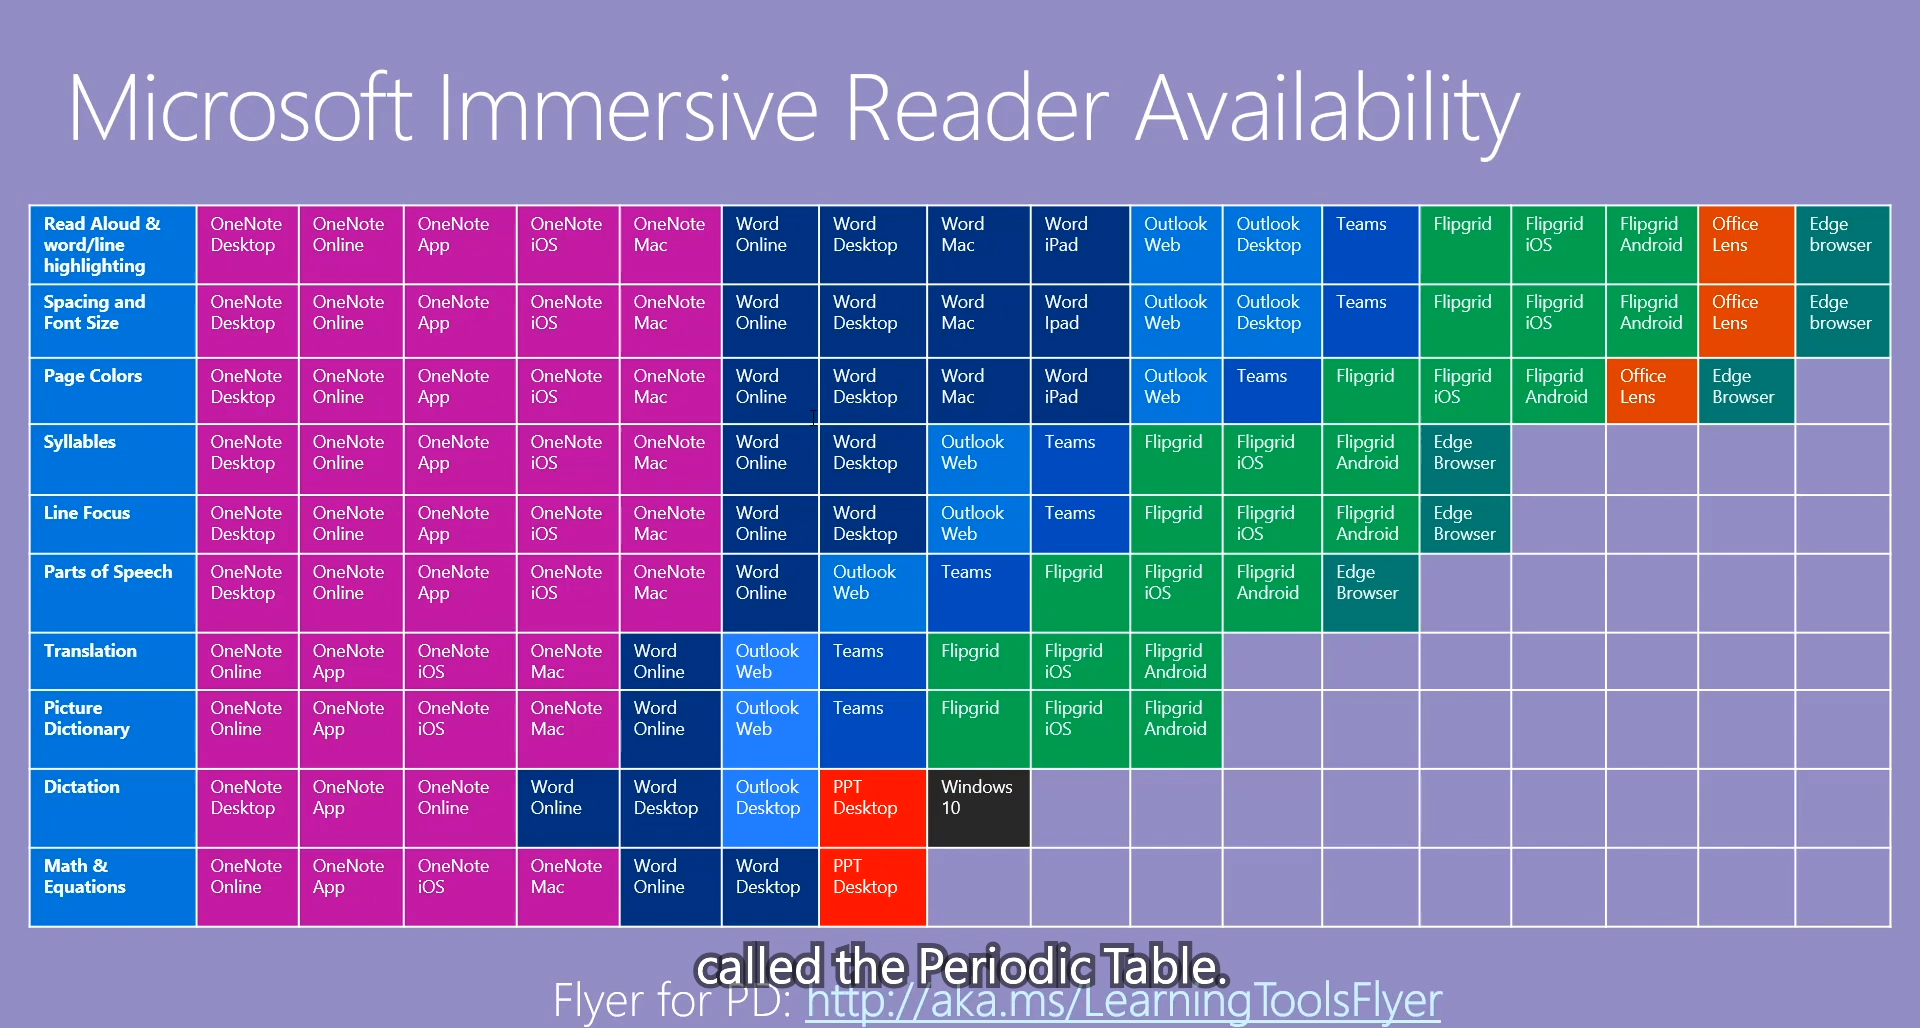 Microsoft Immersive Reader Availability
Read Aloud & word/line highlighting OneNote Desktop OneNote Online OneNote App OneNote iOS OneNote Mac Word Online Word Desktop Word Mac Word iPad Outlook Web Outlook Desktop Teams Flipgrid Flipgrid iOS Flipgrid Android Office Lens Edge browser
Spacing and Font Size OneNote Desktop OneNote Online OneNote App OneNote iOS OneNote Mac Word Online Word Desktop Word Mac Word Ipad Outlook Web Outlook Desktop Teams Flipgrid Flipgrid iOS Flipgrid Android Office Lens Edge browser
Page Colors OneNote Desktop OneNote Online OneNote App OneNote iOS OneNote Mac Word Online Word Desktop Word Mac Word iPad Outlook Web Teams Flipgrid Flipgrid iOS Flipgrid Android Office Lens Edge Browser
Syllables OneNote Desktop OneNote Online OneNote App OneNote iOS OneNote Mac Word Online Word Desktop Outlook Web Teams Flipgrid Flipgrid iOS Flipgrid Android Edge Browser
Line Focus OneNote Desktop OneNote Online OneNote App OneNote iOS OneNote Mac Word Online Word Desktop Outlook Web Teams Flipgrid Flipgrid iOS Flipgrid Android Edge Browser
Parts of Speech OneNote Desktop OneNote Online OneNote App OneNote iOS OneNote Mac Word Online Outlook Web Teams Flipgrid Flipgrid iOS Flipgrid Android Edge Browser
Translation OneNote Online OneNote App OneNote iOS OneNote Mac Word Online Outlook Web Teams Flipgrid Flipgrid iOS Flipgrid Android
Picture Dictionary OneNote Online OneNote App OneNote iOS OneNote Mac Word Online Outlook Web Teams Flipgrid Flipgrid iOS Flipgrid Android
Dictation OneNote Desktop OneNote App OneNote Online Word Online Word Desktop Outlook Desktop PPT Desktop Windows 10
Math & Equations OneNote Online OneNote App OneNote iOS OneNote Mac Word Online Word Desktop PPT Desktop
called the Periodic Table.
Flyer for PD: http://aka.ms/LearningToolsFlyer